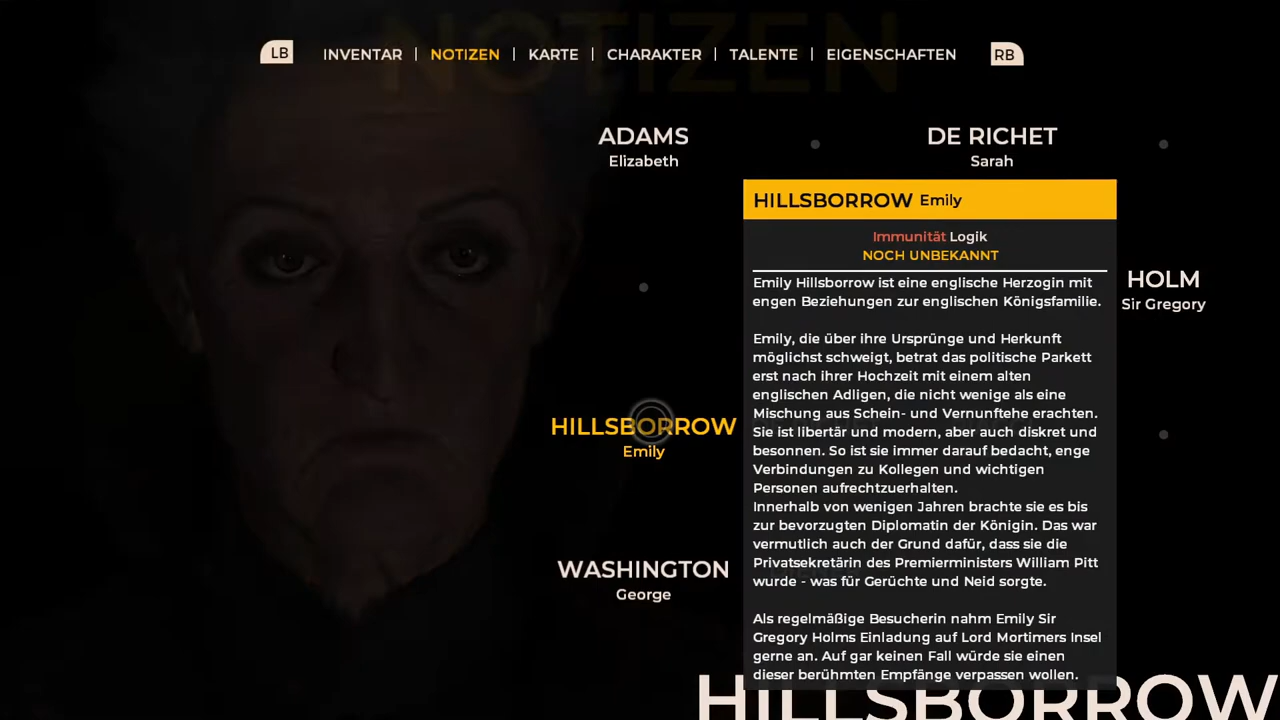 NOTIZEN
LB INVENTAR | NOTIZEN | KARTE | CHARAKTER | TALENTE | EIGENSCHAFTEN RB
ADAMS
Elizabeth
DE RICHET
Sarah
HILLSBORROW Emily
Immunität Logik
NOCH UNBEKANNT
Emily Hillsborrow ist eine englische Herzogin mit
engen Beziehungen zur englischen Königsfamilie.
Emily, die über ihre Ursprünge und Herkunft
möglichst schweigt, betrat das politische Parkett
erst nach ihrer Hochzeit mit einem alten
englischen Adligen, die nicht wenige als eine
Mischung aus Schein- und Vernunftehe erachten.
Sie ist libertär und modern, aber auch diskret und
besonnen. So ist sie immer darauf bedacht, enge
Verbindungen zu Kollegen und wichtigen
Personen aufrechtzuerhalten.
Innerhalb von wenigen Jahren brachte sie es bis
zur bevorzugten Diplomatin der Königin. Das war
vermutlich auch der Grund dafür, dass sie die
Privatsekretärin des Premierministers William Pitt
wurde - was für Gerüchte und Neid sorgte.
Als regelmäßige Besucherin nahm Emily Sir
Gregory Holms Einladung auf Lord Mortimers Insel
gerne an. Auf gar keinen Fall würde sie einen
dieser berühmten Empfänge verpassen wollen.
HOLM
Sir Gregory
HILLSBORROW
Emily
WASHINGTON
George
HILLSBORROW